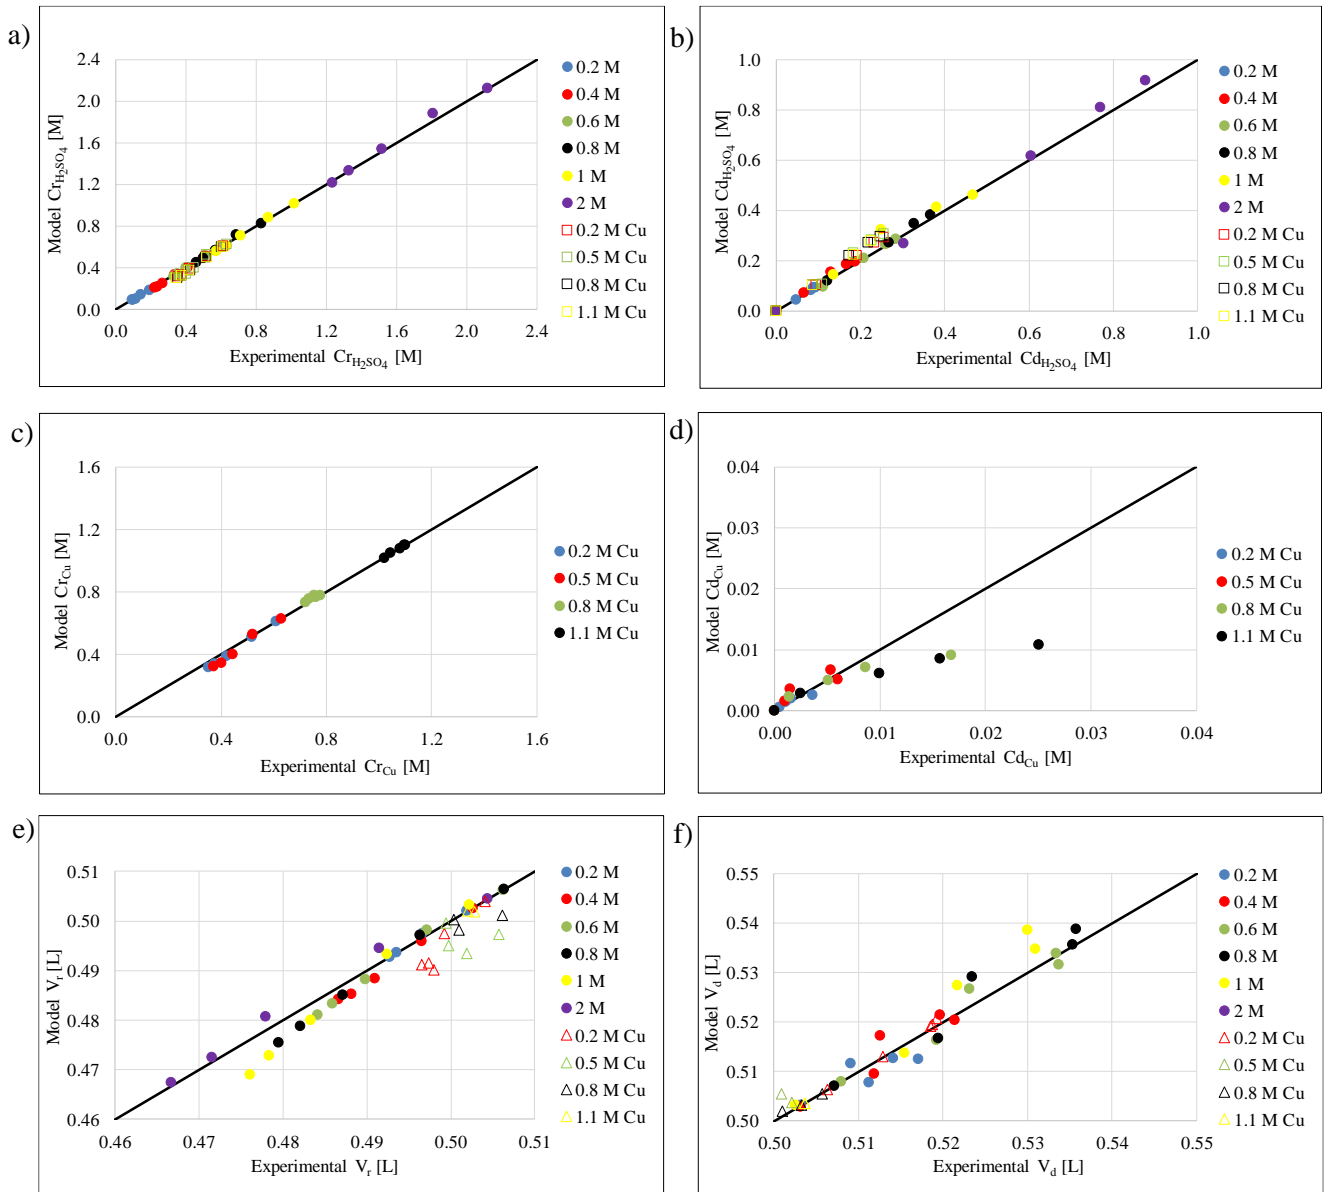 a)
2.4
2.0
1.6
1.2
0.8
0.4
0.0
0.0 0.4 0.8 1.2 1.6 2.0 2.4
Model Cr_H2SO4 [M]
Experimental Cr_H2SO4 [M]
0.2 M
0.4 M
0.6 M
0.8 M
1 M
2 M
0.2 M Cu
0.5 M Cu
0.8 M Cu
1.1 M Cu
b)
1.0
0.8
0.6
0.4
0.2
0.0
0.0 0.2 0.4 0.6 0.8 1.0
Model Cd_H2SO4 [M]
Experimental Cd_H2SO4 [M]
0.2 M
0.4 M
0.6 M
0.8 M
1 M
2 M
0.2 M Cu
0.5 M Cu
0.8 M Cu
1.1 M Cu
c)
1.6
1.2
0.8
0.4
0.0
0.0 0.4 0.8 1.2 1.6
Model Cr_Cu [M]
Experimental Cr_Cu [M]
0.2 M Cu
0.5 M Cu
0.8 M Cu
1.1 M Cu
d)
0.04
0.03
0.02
0.01
0.00
0.00 0.01 0.02 0.03 0.04
Model Cd_Cu [M]
Experimental Cd_Cu [M]
0.2 M Cu
0.5 M Cu
0.8 M Cu
1.1 M Cu
e)
0.51
0.50
0.49
0.48
0.47
0.46
0.46 0.47 0.48 0.49 0.50 0.51
Model V_r [L]
Experimental V_r [L]
0.2 M
0.4 M
0.6 M
0.8 M
1 M
2 M
0.2 M Cu
0.5 M Cu
0.8 M Cu
1.1 M Cu
f)
0.55
0.54
0.53
0.52
0.51
0.50
0.50 0.51 0.52 0.53 0.54 0.55
Model V_d [L]
Experimental V_d [L]
0.2 M
0.4 M
0.6 M
0.8 M
1 M
2 M
0.2 M Cu
0.5 M Cu
0.8 M Cu
1.1 M Cu